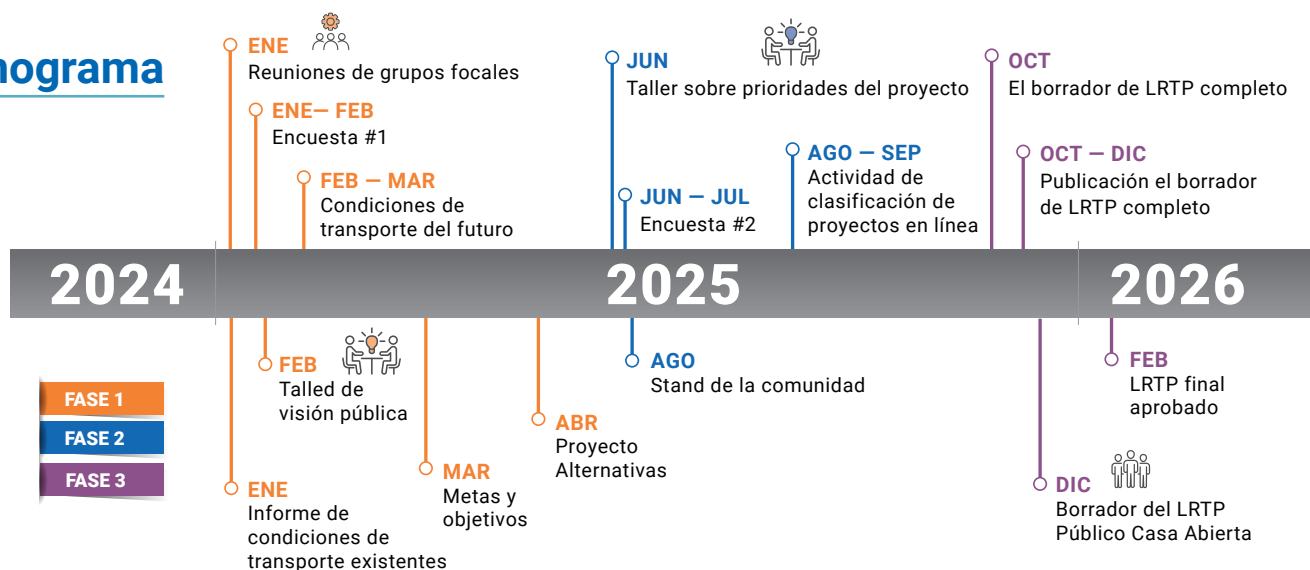 nograma
ENE
Reuniones de grupos focales
ENE— FEB
Encuesta #1
FEB — MAR
Condiciones de
transporte del futuro
JUN
Taller sobre prioridades del proyecto
JUN — JUL
Encuesta #2
AGO — SEP
Actividad de
clasificación de
proyectos en línea
OCT
El borrador de LRTP completo
OCT — DIC
Publicación el borrador
de LRTP completo
2024
2025
2026
FEB
Talled de
visión pública
ENE
Informe de
condiciones de
transporte existentes
MAR
Metas y
objetivos
ABR
Proyecto
Alternativas
AGO
Stand de la comunidad
FEB
LRTP final
aprobado
DIC
Borrador del LRTP
Público Casa Abierta
FASE 1
FASE 2
FASE 3